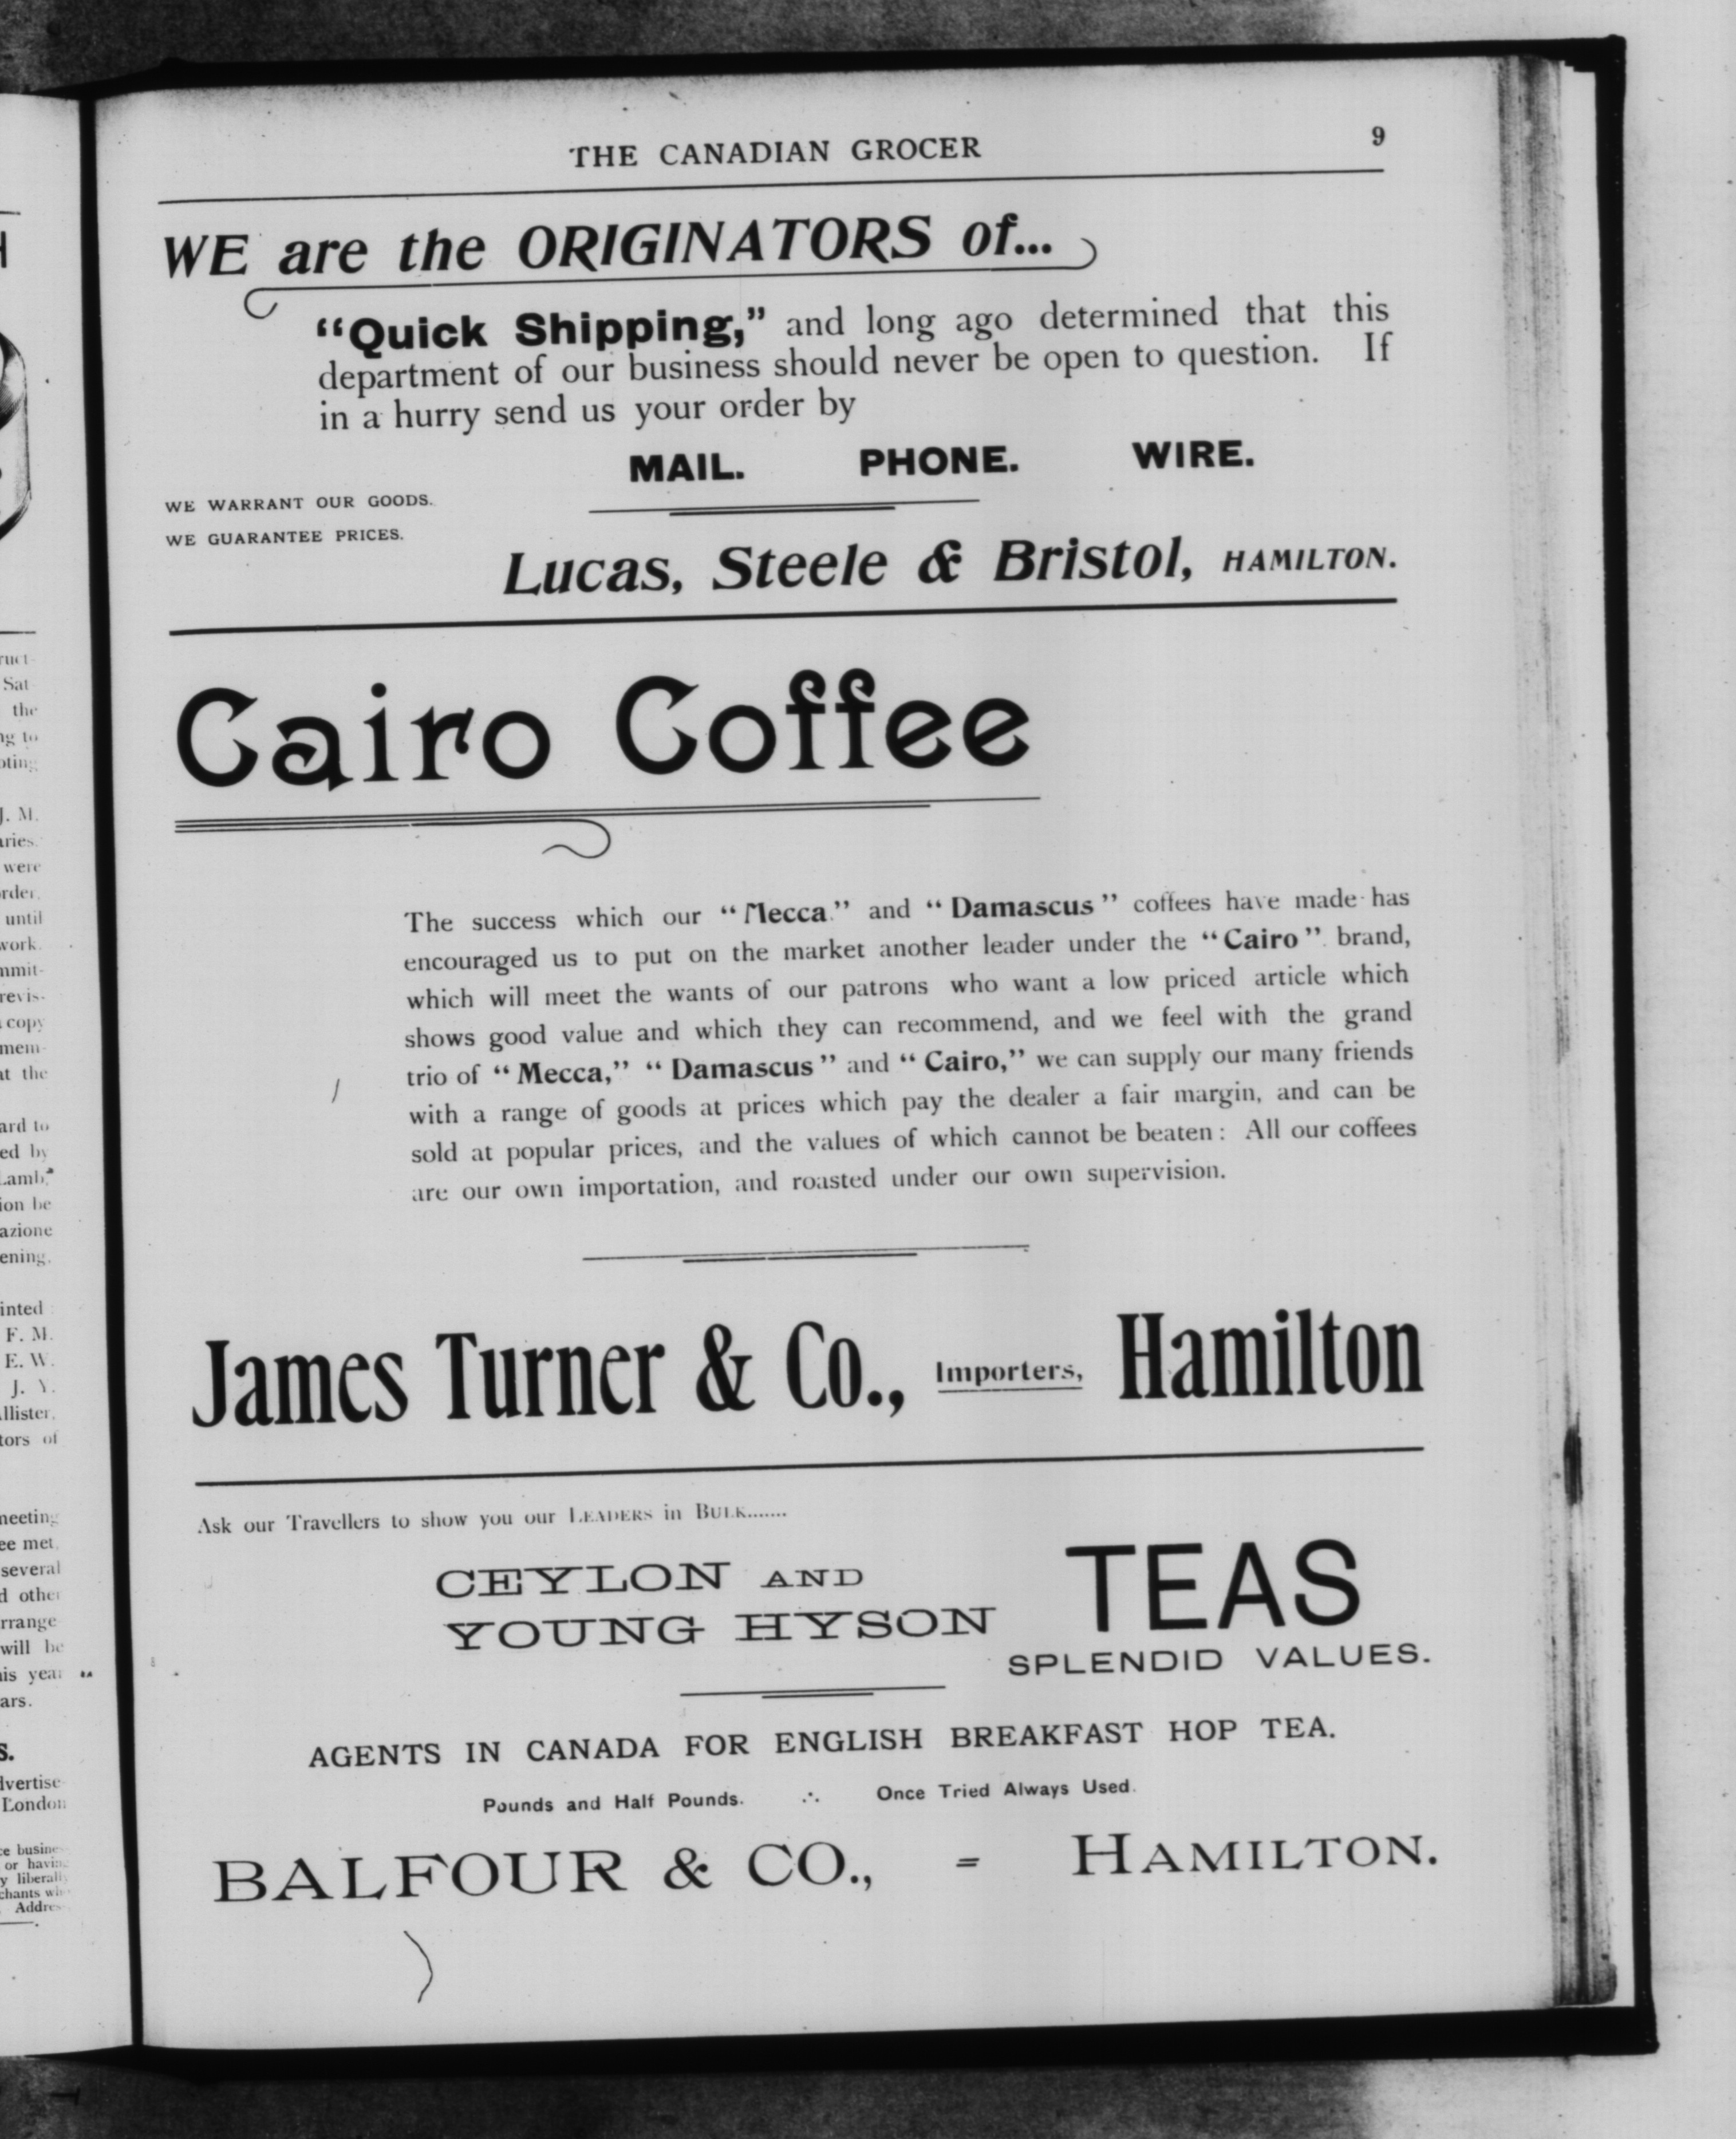 THE CANADIAN GROCER 9
WE are the ORIGINATORS of...
"Quick Shipping," and long ago determined that this
department of our business should never be open to question. If
in a hurry send us your order by
MAIL. PHONE. WIRE.
WE WARRANT OUR GOODS.
WE GUARANTEE PRICES.
Lucas, Steele & Bristol, HAMILTON.
Cairo Coffee
The success which our "Mecca" and "Damascus" coffees have made has
encouraged us to put on the market another leader under the "Cairo" brand,
which will meet the wants of our patrons who want a low priced article which
shows good value and which they can recommend, and we feel with the grand
trio of "Mecca," "Damascus" and "Cairo," we can supply our many friends
with a range of goods at prices which pay the dealer a fair margin, and can be
sold at popular prices, and the values of which cannot be beaten: All our coffees
are our own importation, and roasted under our own supervision.
James Turner & Co., Importers, Hamilton
Ask our Travellers to show you our LEADERS in BULK.......
CEYLON AND
YOUNG HYSON
TEAS
SPLENDID VALUES.
AGENTS IN CANADA FOR ENGLISH BREAKFAST HOP TEA.
Pounds and Half Pounds. ∴ Once Tried Always Used.
BALFOUR & CO., = HAMILTON.